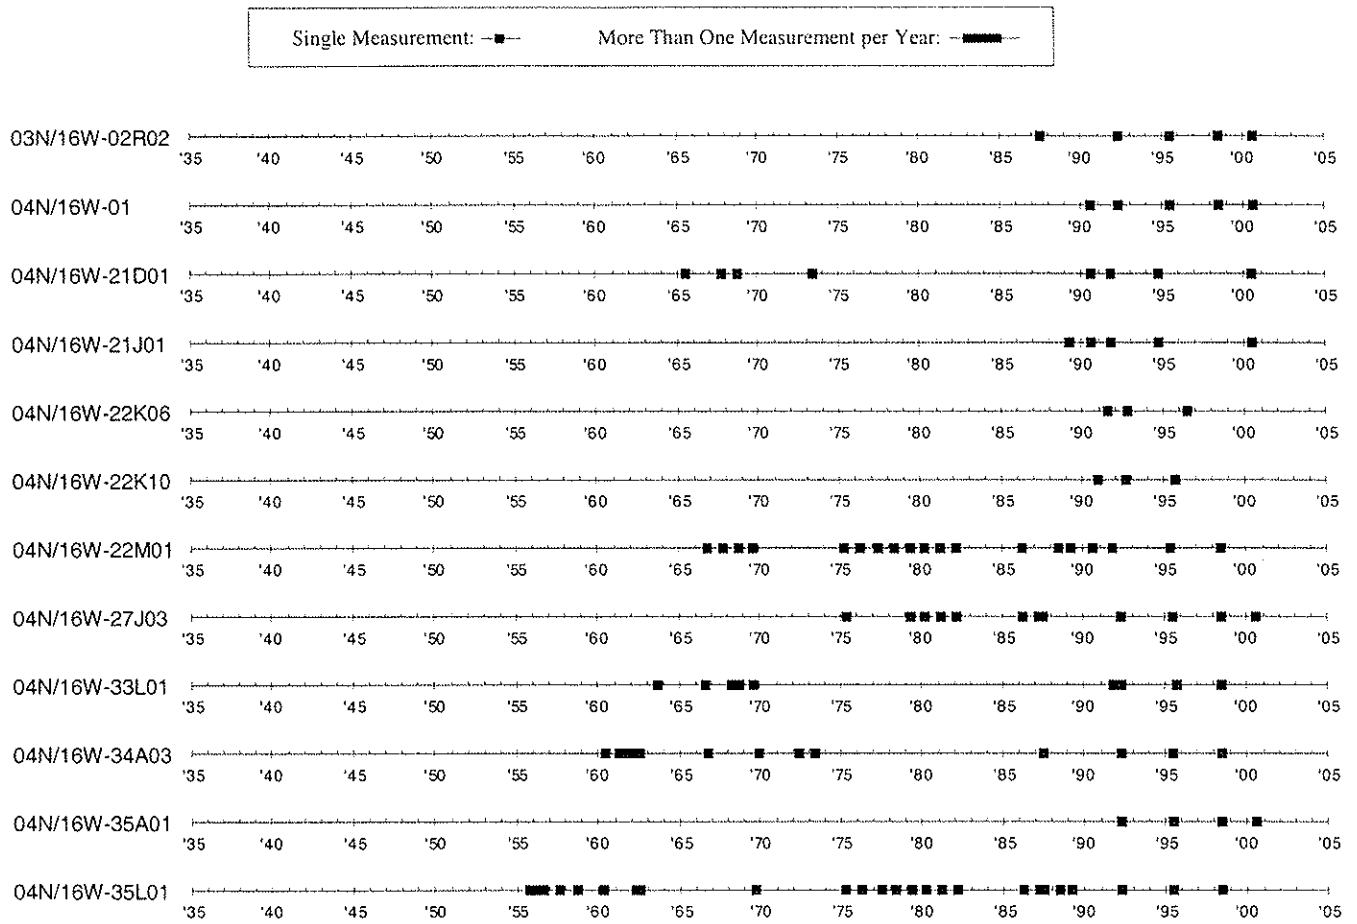 Single Measurement: More Than One Measurement per Year:
03N/16W-02R02
'35 '40 '45 '50 '55 '60 '65 '70 '75 '80 '85 '90 '95 '00 '05
04N/16W-01
'35 '40 '45 '50 '55 '60 '65 '70 '75 '80 '85 '90 '95 '00 '05
04N/16W-21D01
'35 '40 '45 '50 '55 '60 '65 '70 '75 '80 '85 '90 '95 '00 '05
04N/16W-21J01
'35 '40 '45 '50 '55 '60 '65 '70 '75 '80 '85 '90 '95 '00 '05
04N/16W-22K06
'35 '40 '45 '50 '55 '60 '65 '70 '75 '80 '85 '90 '95 '00 '05
04N/16W-22K10
'35 '40 '45 '50 '55 '60 '65 '70 '75 '80 '85 '90 '95 '00 '05
04N/16W-22M01
'35 '40 '45 '50 '55 '60 '65 '70 '75 '80 '85 '90 '95 '00 '05
04N/16W-27J03
'35 '40 '45 '50 '55 '60 '65 '70 '75 '80 '85 '90 '95 '00 '05
04N/16W-33L01
'35 '40 '45 '50 '55 '60 '65 '70 '75 '80 '85 '90 '95 '00 '05
04N/16W-34A03
'35 '40 '45 '50 '55 '60 '65 '70 '75 '80 '85 '90 '95 '00 '05
04N/16W-35A01
'35 '40 '45 '50 '55 '60 '65 '70 '75 '80 '85 '90 '95 '00 '05
04N/16W-35L01
'35 '40 '45 '50 '55 '60 '65 '70 '75 '80 '85 '90 '95 '00 '05